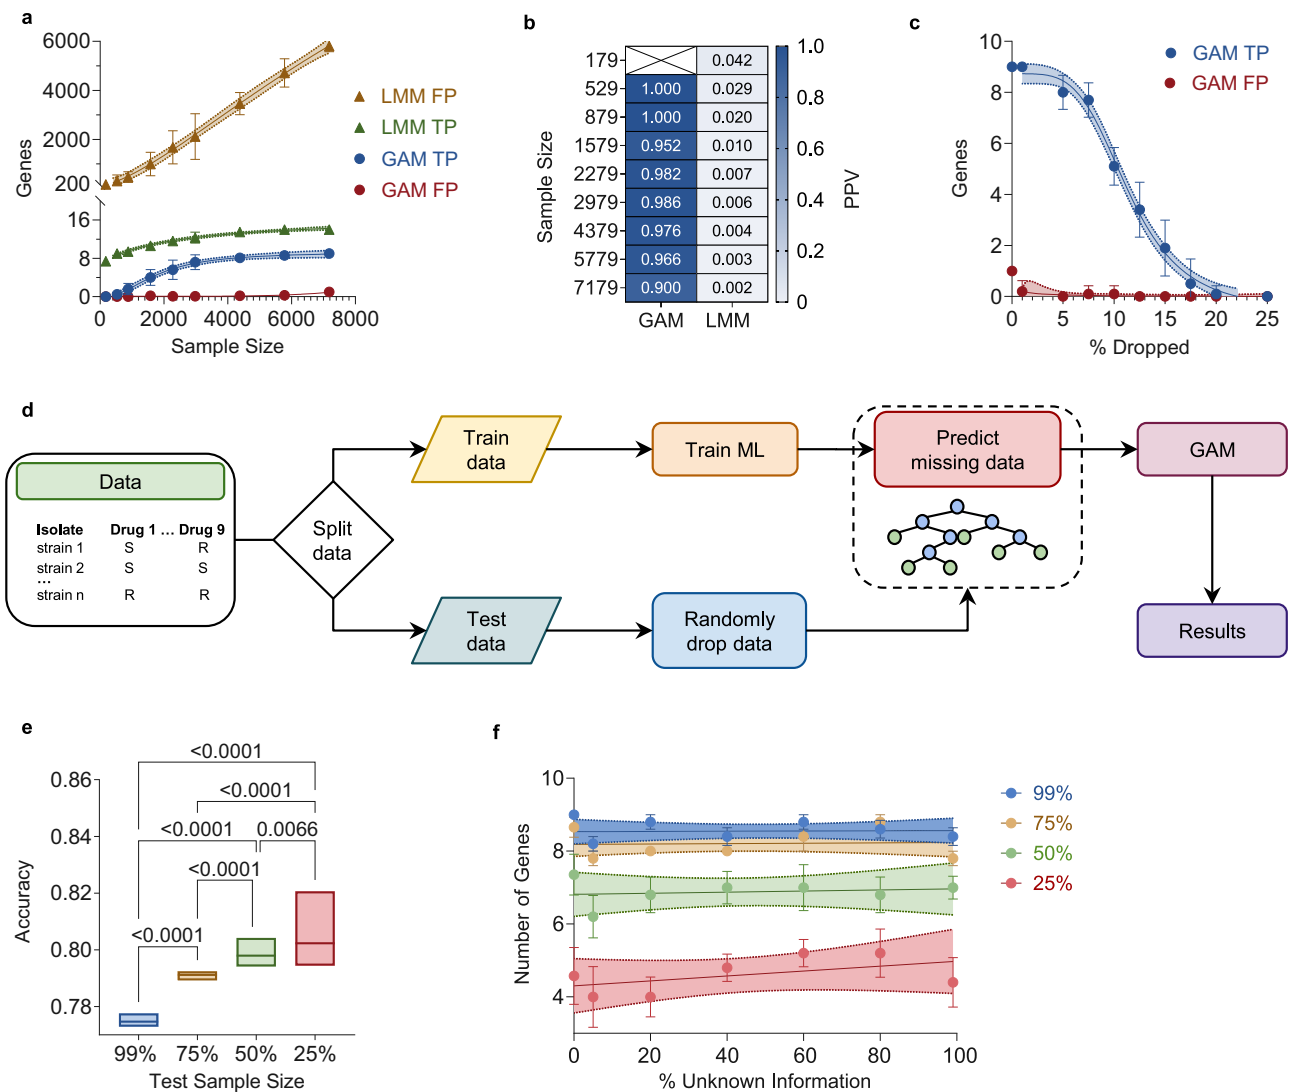 a
6000
4000
2000
200
16
8
0
Genes
0 2000 4000 6000 8000
Sample Size
LMM FP
LMM TP
GAM TP
GAM FP
b
Sample Size
179 0.042
529 1.000 0.029
879 1.000 0.020
1579 0.952 0.010
2279 0.982 0.007
2979 0.986 0.006
4379 0.976 0.004
5779 0.966 0.003
7179 0.900 0.002
GAM LMM
1.0
0.8
0.6
0.4
0.2
0
PPV
c
10
8
6
4
2
0
Genes
0 5 10 15 20 25
% Dropped
GAM TP
GAM FP
d
Data
Isolate Drug 1 ... Drug 9
strain 1 S R
strain 2 S S
...
strain n R R
Split
data
Train
data
Train ML
Predict
missing data
GAM
Test
data
Randomly
drop data
Results
e
<0.0001
<0.0001
<0.0001 0.0066
<0.0001
<0.0001
0.86
0.84
0.82
0.80
0.78
Accuracy
99% 75% 50% 25%
Test Sample Size
f
10
8
6
4
Number of Genes
0 20 40 60 80 100
% Unknown Information
99%
75%
50%
25%